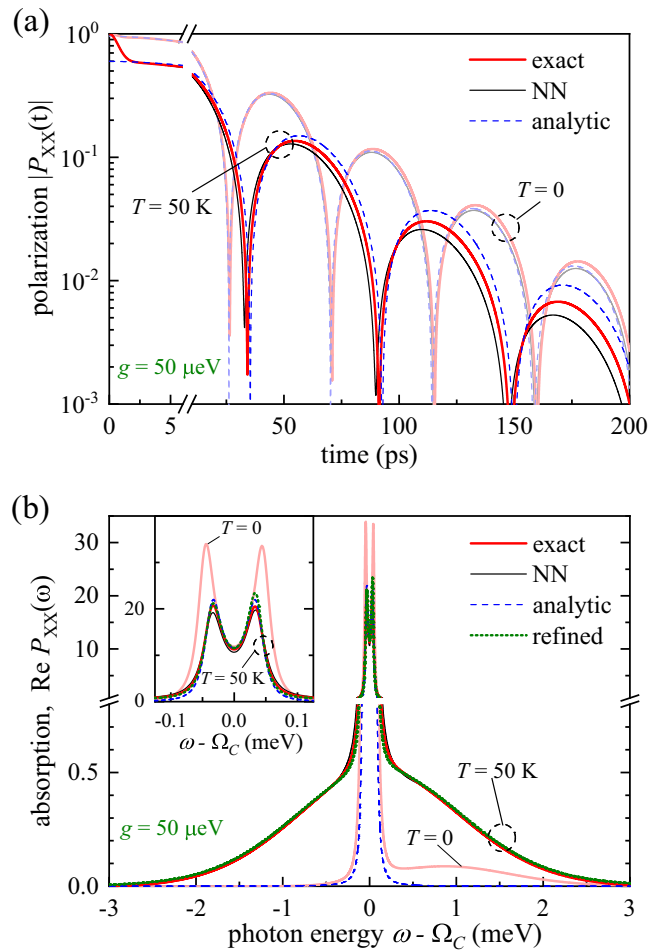 (a)
10⁰
10⁻¹
10⁻²
10⁻³
polarization |P_XX(t)|
exact
NN
analytic
T = 50 K
T = 0
g = 50 μeV
0 5 50 100 150 200
time (ps)
(b)
30
25
20
15
10
0.5
0.0
absorption, Re P_XX(ω)
exact
NN
analytic
refined
T = 0
T = 50 K
20
0
-0.1 0.0 0.1
ω - Ω_C (meV)
T = 50 K
T = 0
g = 50 μeV
-3 -2 -1 0 1 2 3
photon energy ω - Ω_C (meV)